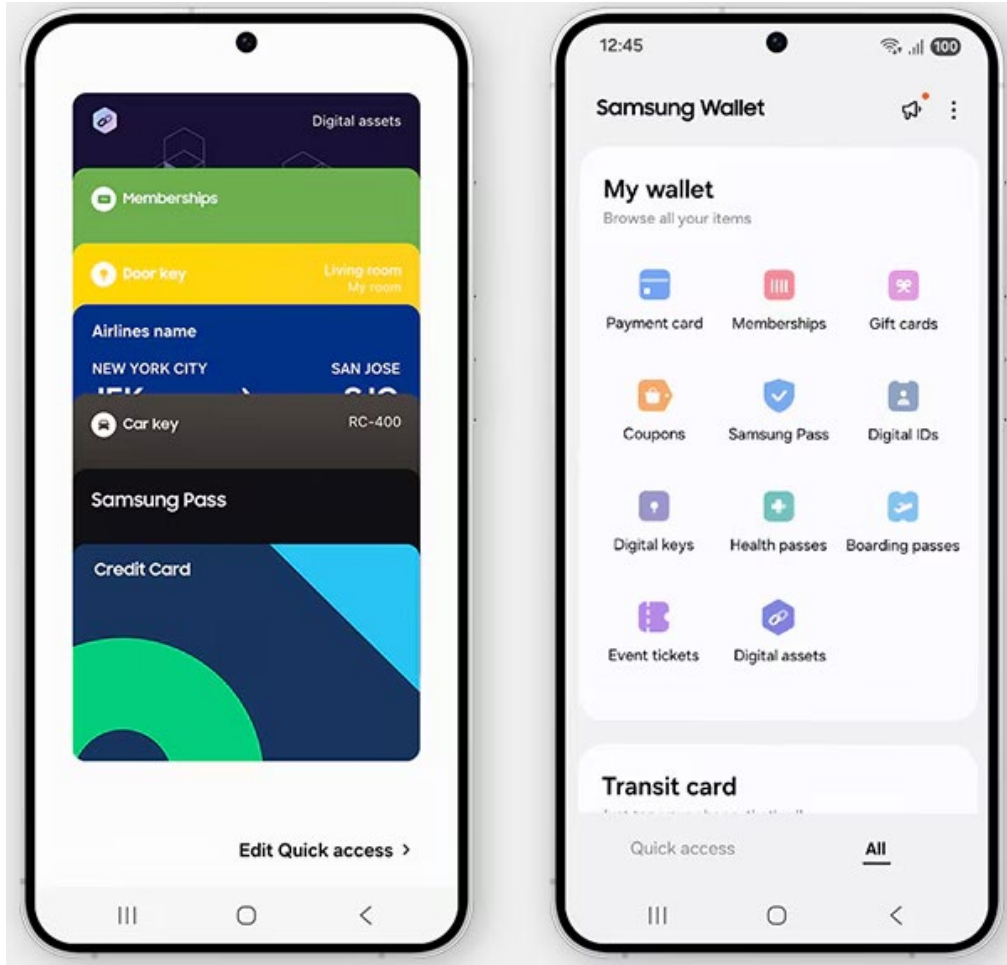 Digital assets
Memberships
Door key
Living room
My room
Airlines name
NEW YORK CITY
SAN JOSE
JFK
SJC
Car key
RC-400
Samsung Pass
Credit Card
Edit Quick access >
12:45
100
Samsung Wallet
My wallet
Browse all your items
Payment card
Memberships
Gift cards
Coupons
Samsung Pass
Digital IDs
Digital keys
Health passes
Boarding passes
Event tickets
Digital assets
Transit card
Quick access
All